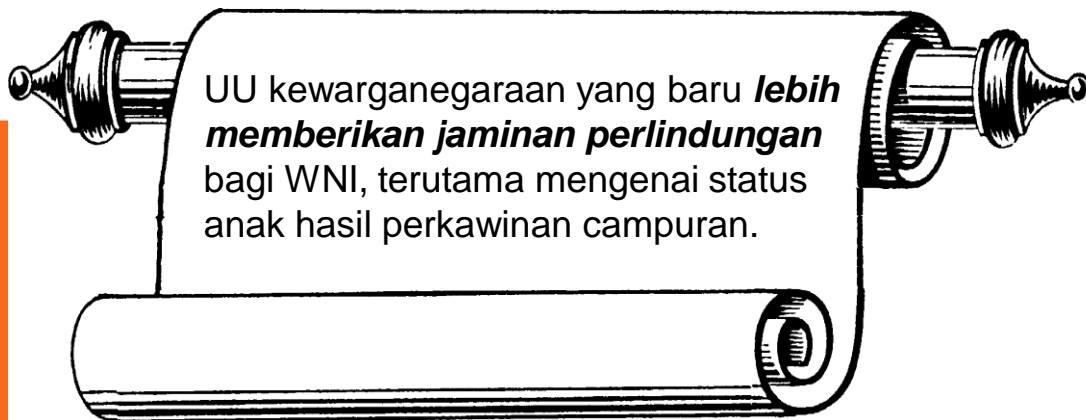 UU kewarganegaraan yang baru lebih
memberikan jaminan perlindungan
bagi WNI, terutama mengenai status
anak hasil perkawinan campuran.